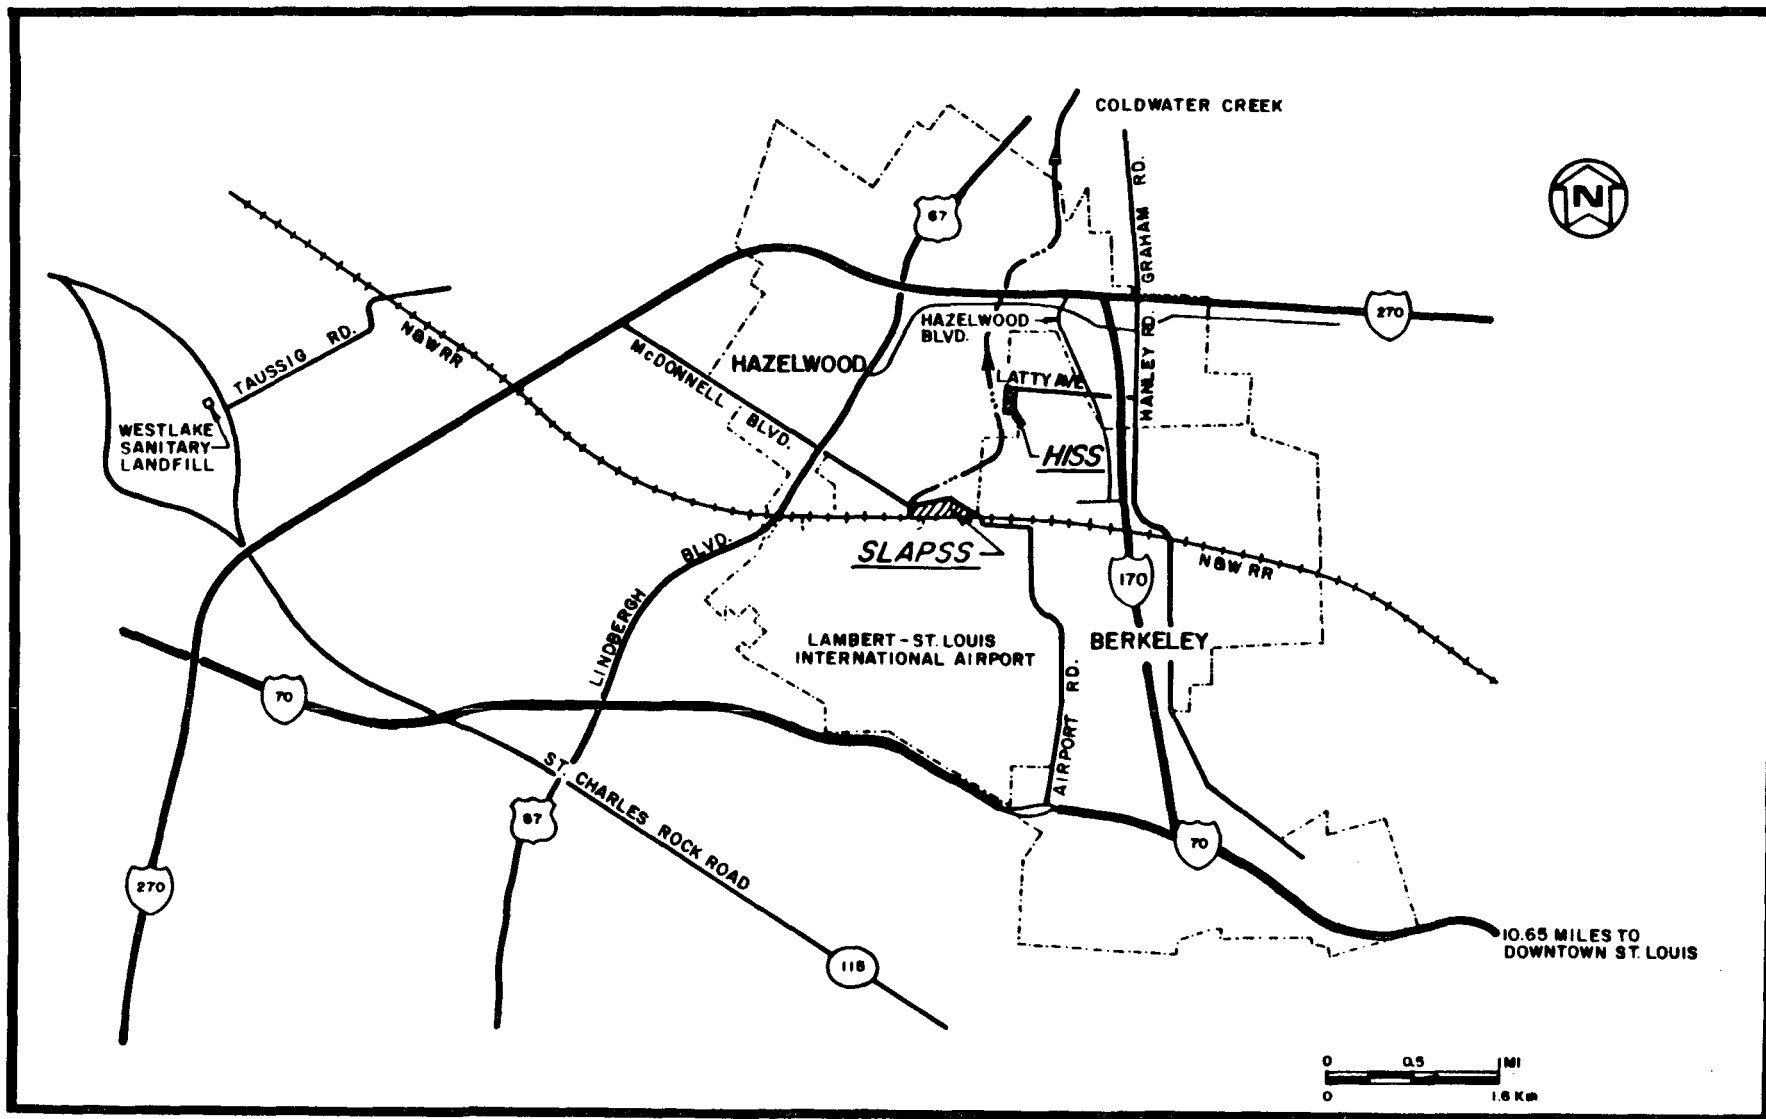 COLDWATER CREEK
N
GRAHAM RD.
67
270
TAUSSIG RD.
N&WRR
McDONNELL BLVD.
HAZELWOOD
HAZELWOOD
BLVD.
HANLEY RD.
LATTY AVE
WESTLAKE
SANITARY
LANDFILL
HISS
SLAPSS
LINDBERGH BLVD.
170
N&W RR
LAMBERT-ST. LOUIS
INTERNATIONAL AIRPORT
BERKELEY
AIRPORT RD.
70
ST. CHARLES ROCK ROAD
67
70
270
115
10.65 MILES TO
DOWNTOWN ST. LOUIS
0 0.5 1 MI
0 1.6 Km